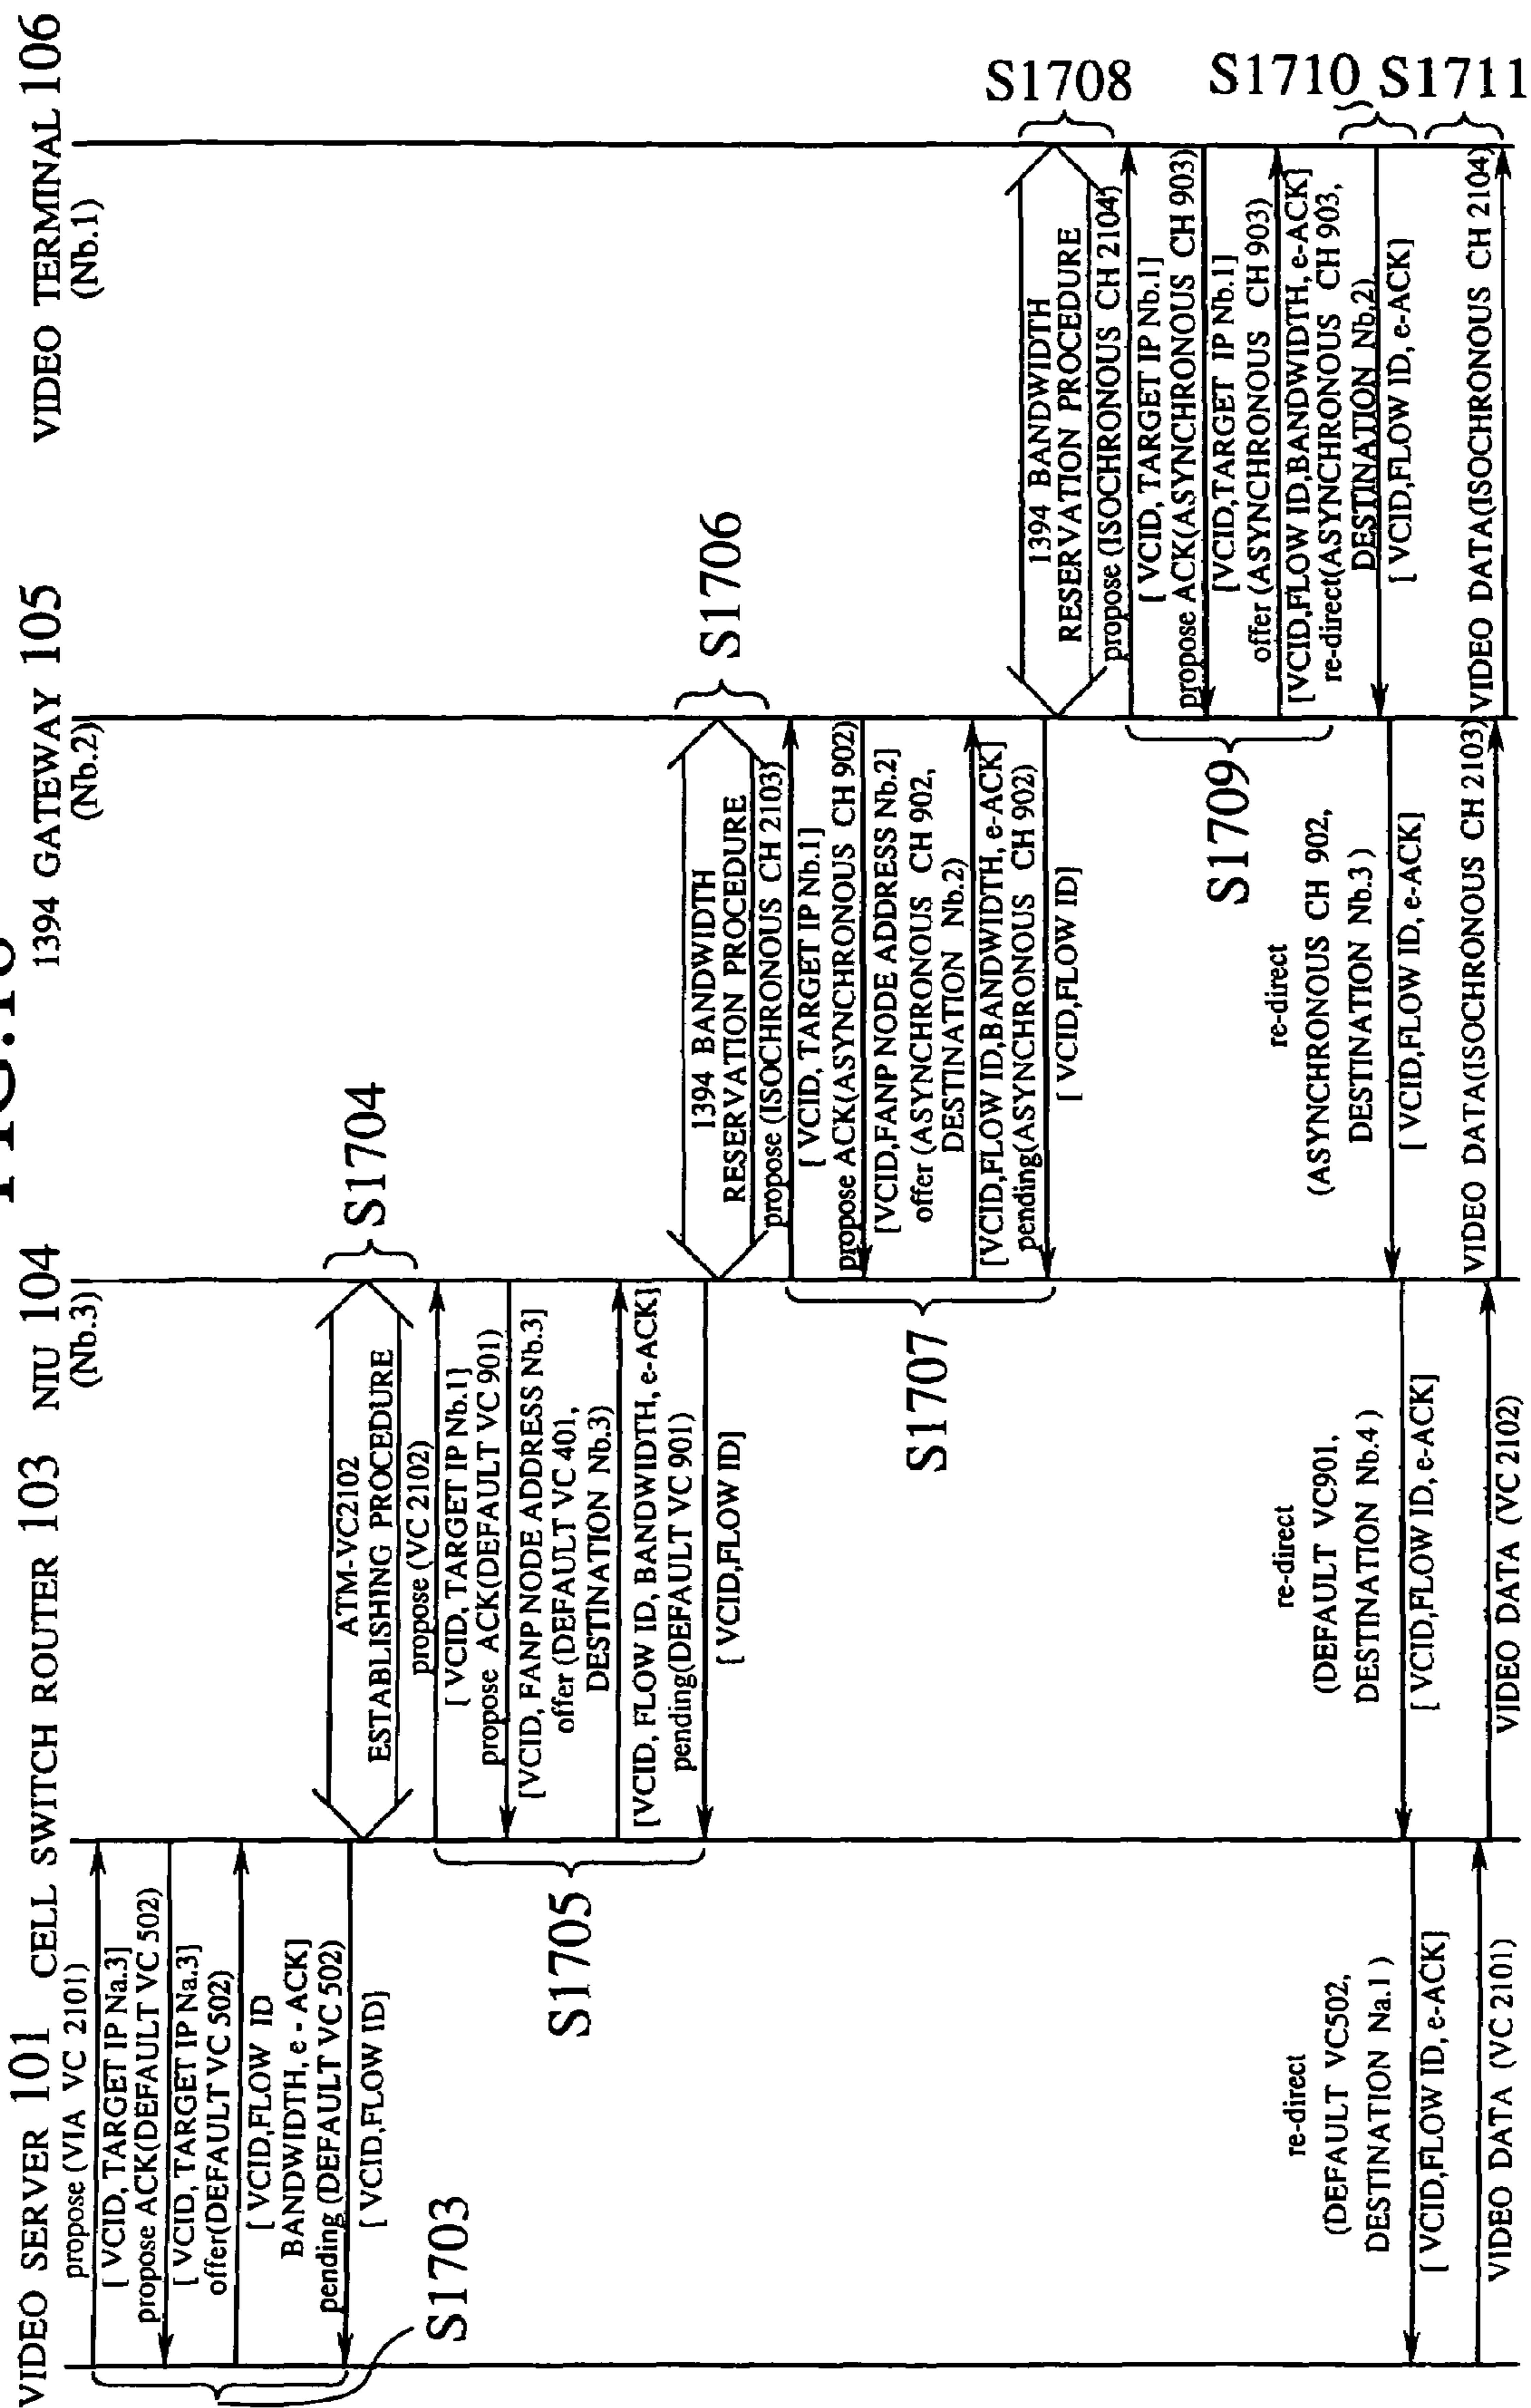 VIDEO SERVER 101
CELL SWITCH ROUTER 103
NIU 104
(Nb.3)
1394 GATEWAY 105
(Nb.2)
VIDEO TERMINAL 106
(Nb.1)
propose (VIA VC 2101)
[ VCID, TARGET IP Na.3]
propose ACK(DEFAULT VC 502)
[ VCID, TARGET IP Na.3]
offer(DEFAULT VC 502)
[ VCID,FLOW ID
BANDWIDTH, e - ACK]
pending (DEFAULT VC 502)
[ VCID,FLOW ID]
S1703
ATM-VC2102
ESTABLISHING PROCEDURE
S1704
propose (VC 2102)
[ VCID, TARGET IP Nb.1]
propose ACK(DEFAULT VC 901)
[VCID, FANP NODE ADDRESS Nb.3]
offer (DEFAULT VC 401,
DESTINATION Nb.3)
[VCID, FLOW ID, BANDWIDTH, e-ACK]
pending(DEFAULT VC 901)
[ VCID,FLOW ID]
S1705
1394 BANDWIDTH
RESERVATION PROCEDURE
S1706
propose (ISOCHRONOUS CH 2103)
[ VCID, TARGET IP Nb.1]
propose ACK(ASYNCHRONOUS CH 902)
[VCID,FANP NODE ADDRESS Nb.2]
offer (ASYNCHRONOUS CH 902,
DESTINATION Nb.2)
[VCID,FLOW ID,BANDWIDTH, e-ACK]
pending(ASYNCHRONOUS CH 902)
[ VCID,FLOW ID]
S1707
1394 BANDWIDTH
RESERVATION PROCEDURE
S1708
propose (ISOCHRONOUS CH 2104)
[ VCID, TARGET IP Nb.1]
propose ACK(ASYNCHRONOUS CH 903)
[VCID,TARGET IP Nb.1]
offer (ASYNCHRONOUS CH 903)
[VCID,FLOW ID,BANDWIDTH, e-ACK]
S1709
re-direct(ASYNCHRONOUS CH 903,
DESTINATION Nb.2)
[ VCID,FLOW ID, e-ACK]
S1710
re-direct
(ASYNCHRONOUS CH 902,
DESTINATION Nb.3 )
[ VCID,FLOW ID, e-ACK]
re-direct
(DEFAULT VC901,
DESTINATION Nb.4 )
[ VCID,FLOW ID, e-ACK]
re-direct
(DEFAULT VC502,
DESTINATION Na.1 )
[ VCID,FLOW ID, e-ACK]
VIDEO DATA (VC 2101)
VIDEO DATA (VC 2102)
VIDEO DATA(ISOCHRONOUS CH 2103)
VIDEO DATA(ISOCHRONOUS CH 2104)
S1711